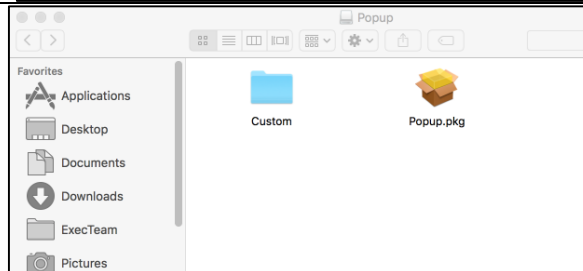 Popup
Favorites
Applications
Desktop
Documents
Downloads
ExecTeam
Pictures
Custom
Popup.pkg